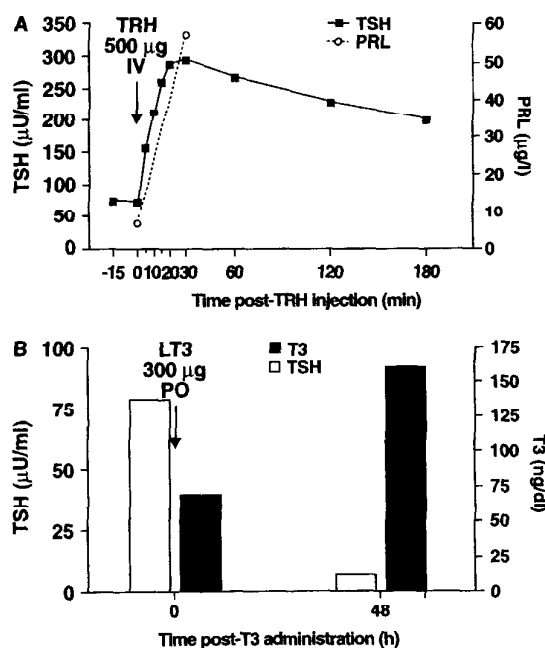 A
TRH
500 μg
IV
TSH
PRL
TSH (μU/ml)
350
300
250
200
150
100
50
0
PRL (μg/l)
60
50
40
30
20
10
0
-15 0 10 20 30 60 120 180
Time post-TRH injection (min)
B
LT3
300 μg
PO
T3
TSH
TSH (μU/ml)
100
75
50
25
0
T3 (ng/dl)
175
150
125
100
75
50
25
0
0 48
Time post-T3 administration (h)